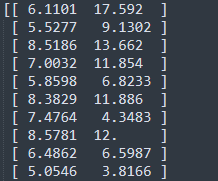 [[ 6.1101 17.592 ]
[ 5.5277 9.1302 ]
[ 8.5186 13.662 ]
[ 7.0032 11.854 ]
[ 5.8598 6.8233]
[ 8.3829 11.886 ]
[ 7.4764 4.3483]
[ 8.5781 12. ]
[ 6.4862 6.5987]
[ 5.0546 3.8166]